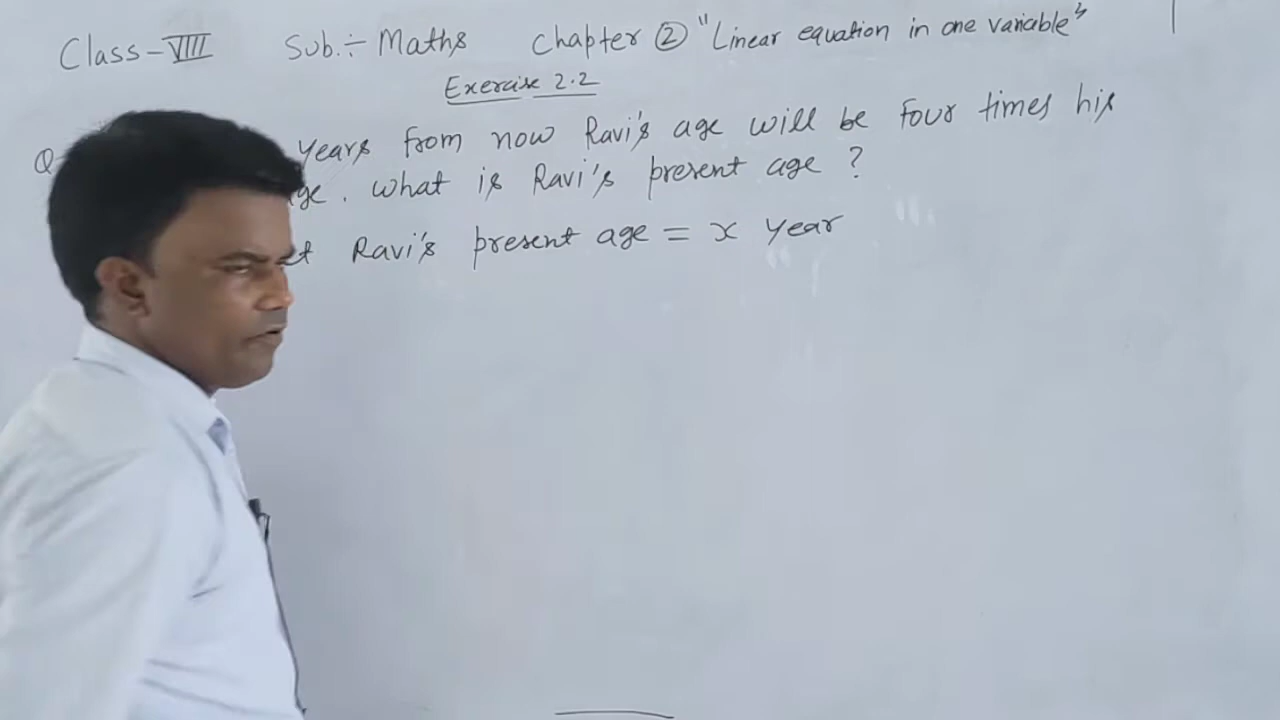 Class-VIII Sub.÷ Maths Chapter ② "Linear equation in one variable"
Exercise 2.2
Years from now Ravi's age will be four times his
. What is Ravi's present age ?
Ravi's present age = x year